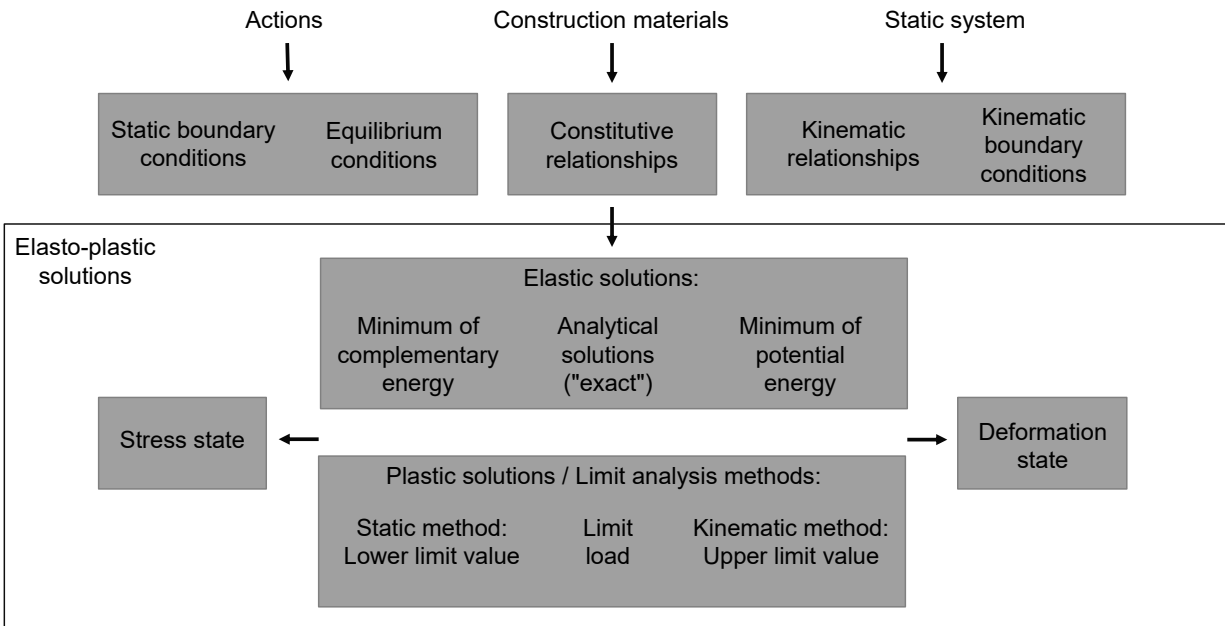 Actions
Construction materials
Static system
Static boundary
conditions
Equilibrium
conditions
Constitutive
relationships
Kinematic
relationships
Kinematic
boundary
conditions
Elasto-plastic
solutions
Elastic solutions:
Minimum of
complementary
energy
Analytical
solutions
("exact")
Minimum of
potential
energy
Stress state
Deformation
state
Plastic solutions / Limit analysis methods:
Static method:
Lower limit value
Limit
load
Kinematic method:
Upper limit value